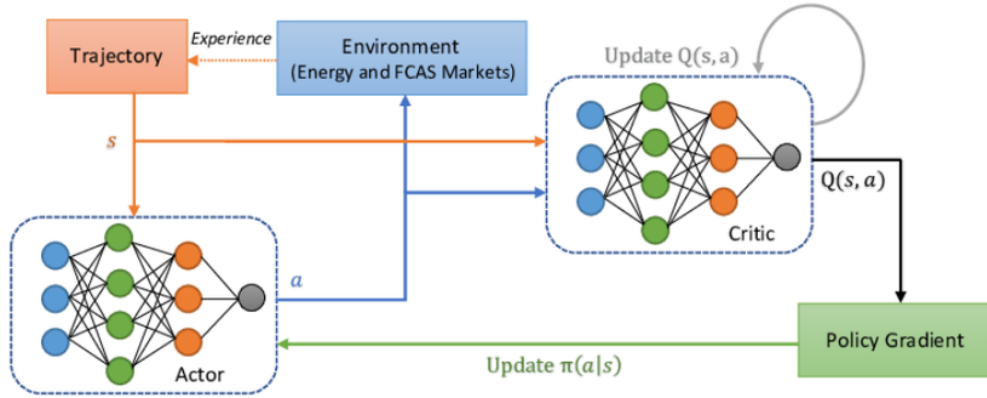 Trajectory
Experience
Environment
(Energy and FCAS Markets)
Update Q(s, a)
s
Critic
Q(s, a)
a
Actor
Update π(a|s)
Policy Gradient